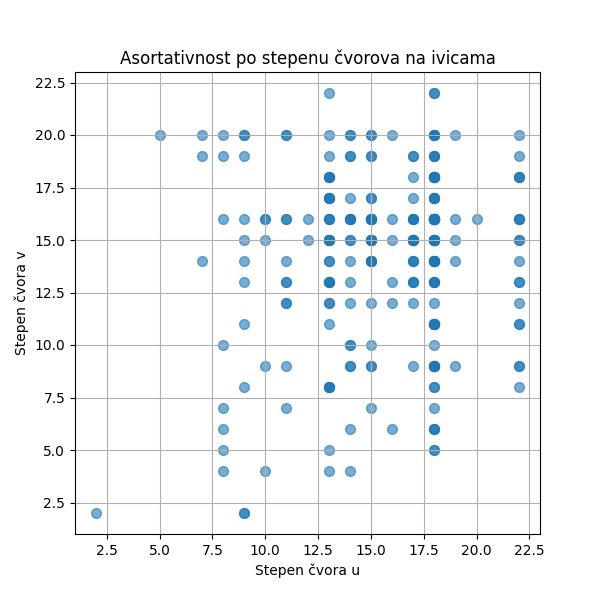 Asortativnost po stepenu čvorova na ivicama
Stepen čvora v
22.5
20.0
17.5
15.0
12.5
10.0
7.5
5.0
2.5
2.5 5.0 7.5 10.0 12.5 15.0 17.5 20.0 22.5
Stepen čvora u